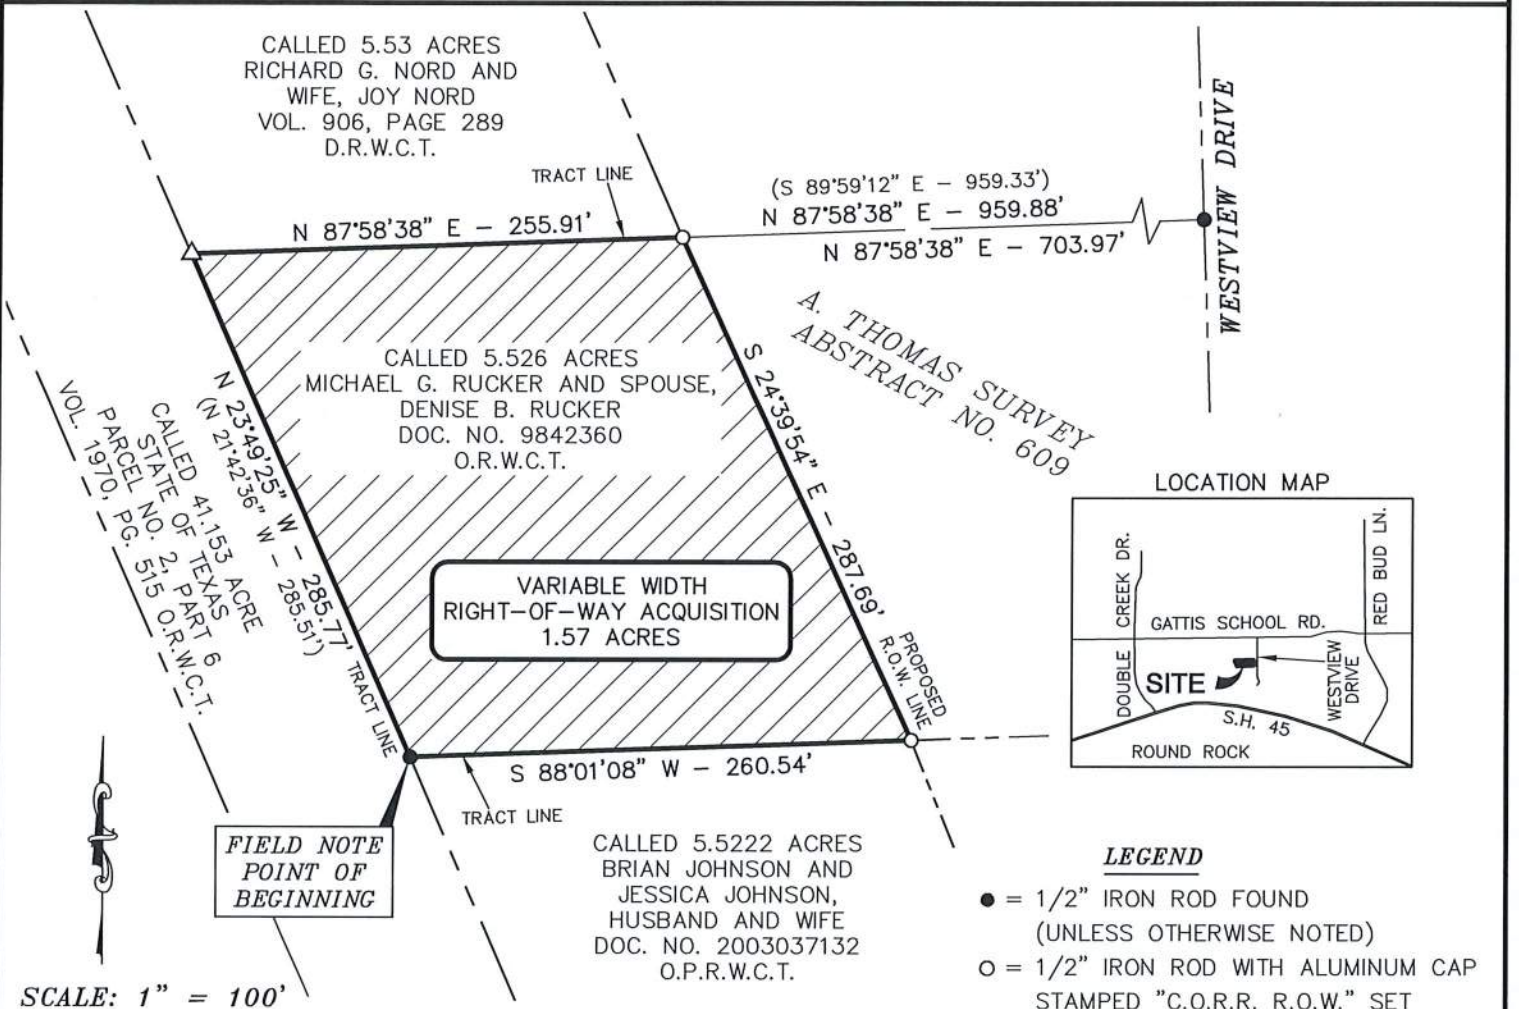 CALLED 5.53 ACRES
RICHARD G. NORD AND
WIFE, JOY NORD
VOL. 906, PAGE 289
D.R.W.C.T.
TRACT LINE
N 87°58'38" E – 255.91'
(S 89°59'12" E – 959.33')
N 87°58'38" E – 959.88'
N 87°58'38" E – 703.97'
WESTVIEW DRIVE
A. THOMAS SURVEY
ABSTRACT NO. 609
CALLED 5.526 ACRES
MICHAEL G. RUCKER AND SPOUSE,
DENISE B. RUCKER
DOC. NO. 9842360
O.R.W.C.T.
N 23°49'25" W – 285.77'
(N 21°42'36" W – 285.51')
TRACT LINE
CALLED 41.153 ACRE
STATE OF TEXAS
PARCEL NO. 2, PART 6
VOL. 1970, PG. 515 O.R.W.C.T.
S 24°39'54" E – 287.69'
PROPOSED
R.O.W. LINE
VARIABLE WIDTH
RIGHT–OF–WAY ACQUISITION
1.57 ACRES
S 88°01'08" W – 260.54'
TRACT LINE
FIELD NOTE
POINT OF
BEGINNING
CALLED 5.5222 ACRES
BRIAN JOHNSON AND
JESSICA JOHNSON,
HUSBAND AND WIFE
DOC. NO. 2003037132
O.P.R.W.C.T.
LOCATION MAP
DOUBLE CREEK DR.
GATTIS SCHOOL RD.
RED BUD LN.
SITE
WESTVIEW
DRIVE
S.H. 45
ROUND ROCK
LEGEND
● = 1/2" IRON ROD FOUND
(UNLESS OTHERWISE NOTED)
○ = 1/2" IRON ROD WITH ALUMINUM CAP
STAMPED "C.O.R.R. R.O.W." SET
SCALE: 1" = 100'